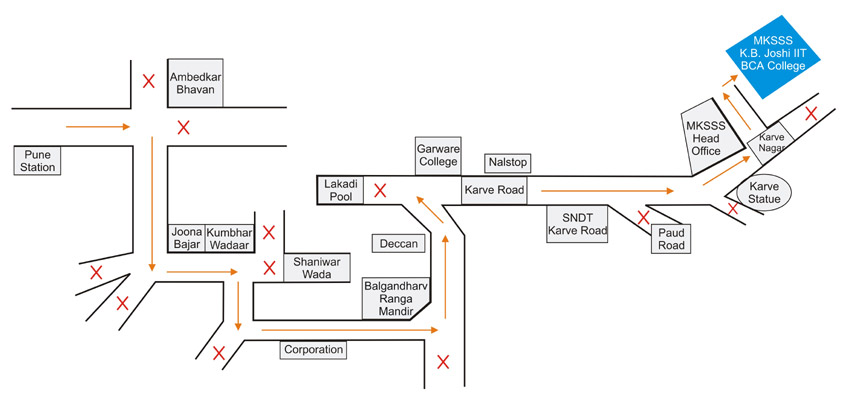 MKSSS
K.B. Joshi IIT
BCA College
Ambedkar
Bhavan
Pune
Station
MKSSS
Head
Office
Karve
Nagar
Garware
College
Nalstop
Lakadi
Pool
Karve Road
Karve
Statue
SNDT
Karve Road
Paud
Road
Joona
Bajar
Kumbhar
Wadaar
Deccan
Shaniwar
Wada
Balgandharv
Ranga
Mandir
Corporation